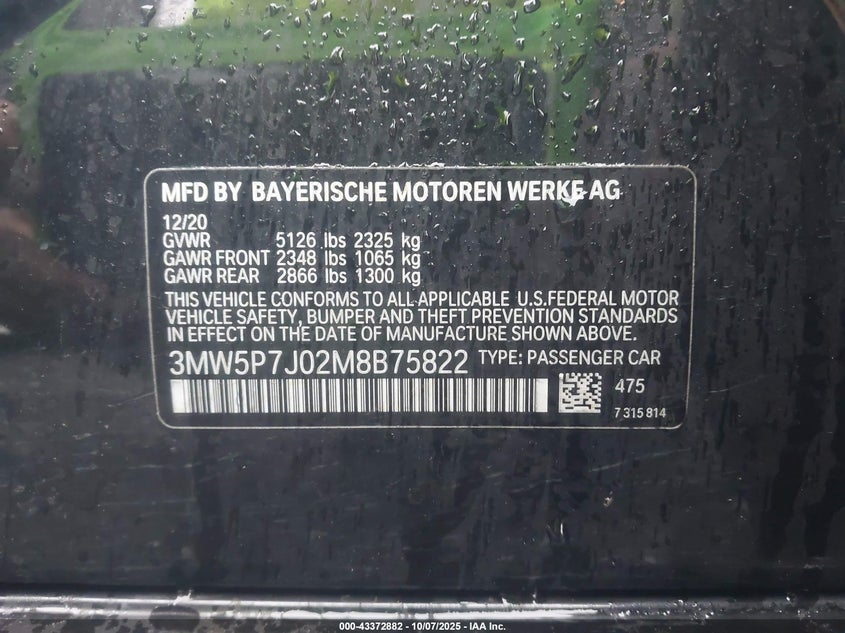 MFD BY BAYERISCHE MOTOREN WERKE AG
12/20
GVWR 5126 lbs 2325 kg
GAWR FRONT 2348 lbs 1065 kg
GAWR REAR 2866 lbs 1300 kg
THIS VEHICLE CONFORMS TO ALL APPLICABLE U.S.FEDERAL MOTOR
VEHICLE SAFETY, BUMPER AND THEFT PREVENTION STANDARDS
IN EFFECT ON THE DATE OF MANUFACTURE SHOWN ABOVE.
3MW5P7J02M8B75822 TYPE: PASSENGER CAR
475
7 315 814
000-43372882 - 10/07/2025 - IAA Inc.